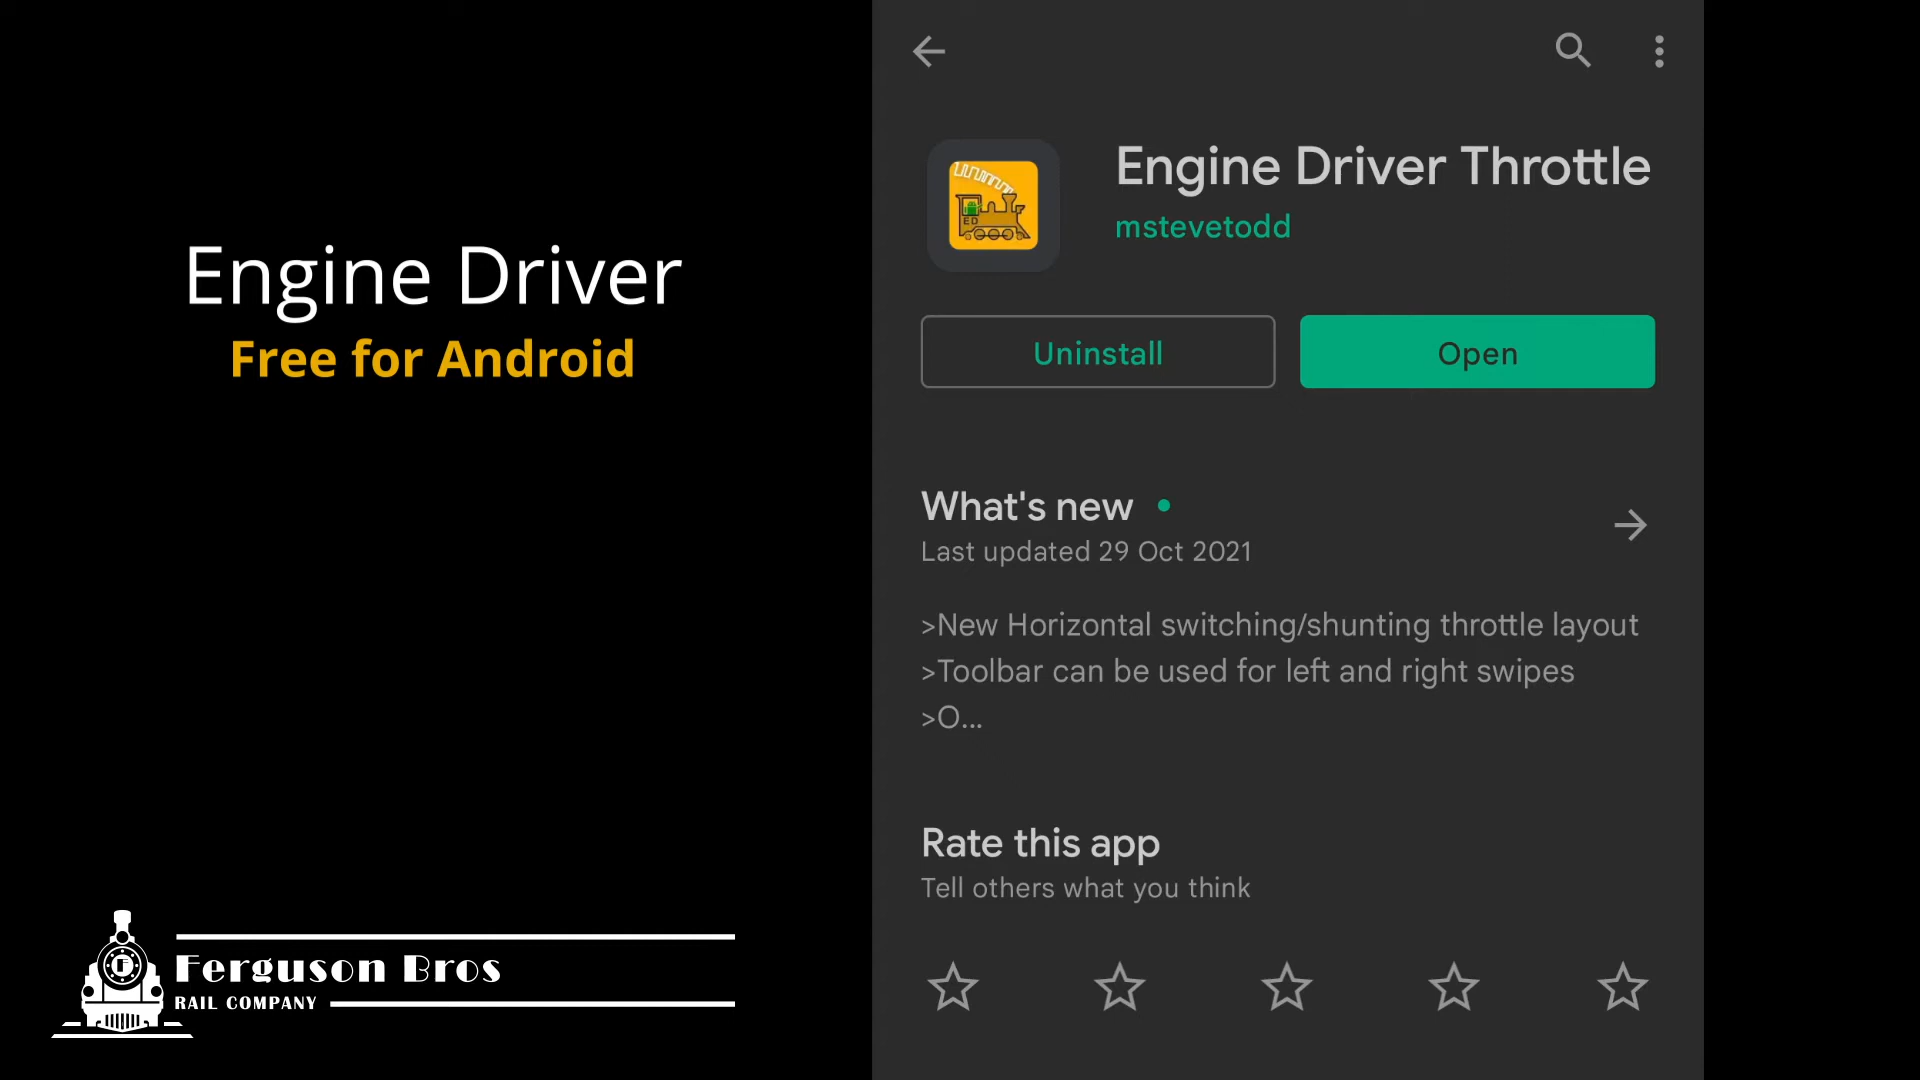 Engine Driver
Free for Android
Ferguson Bros
RAIL COMPANY
F
ED
Engine Driver Throttle
mstevetodd
Uninstall
Open
What's new
Last updated 29 Oct 2021
>New Horizontal switching/shunting throttle layout
>Toolbar can be used for left and right swipes
>O...
Rate this app
Tell others what you think